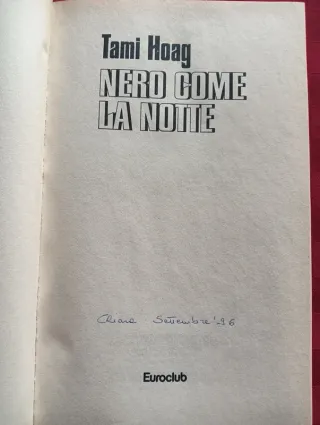 Tami Hoag
NERO COME
LA NOTTE
Chiara Settembre '96
Euroclub